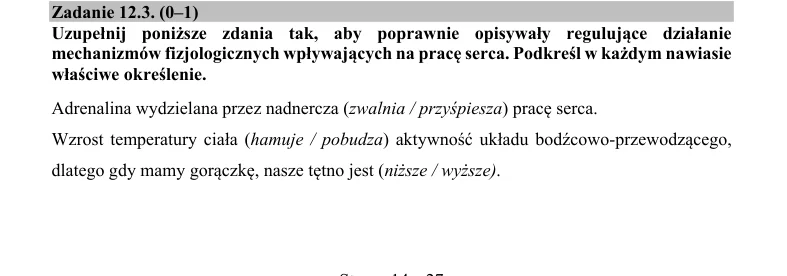 Zadanie 12.3. (0–1)
Uzupełnij poniższe zdania tak, aby poprawnie opisywały regulujące działanie
mechanizmów fizjologicznych wpływających na pracę serca. Podkreśl w każdym nawiasie
właściwe określenie.
Adrenalina wydzielana przez nadnercza (zwalnia / przyśpiesza) pracę serca.
Wzrost temperatury ciała (hamuje / pobudza) aktywność układu bodźcowo-przewodzącego,
dlatego gdy mamy gorączkę, nasze tętno jest (niższe / wyższe).